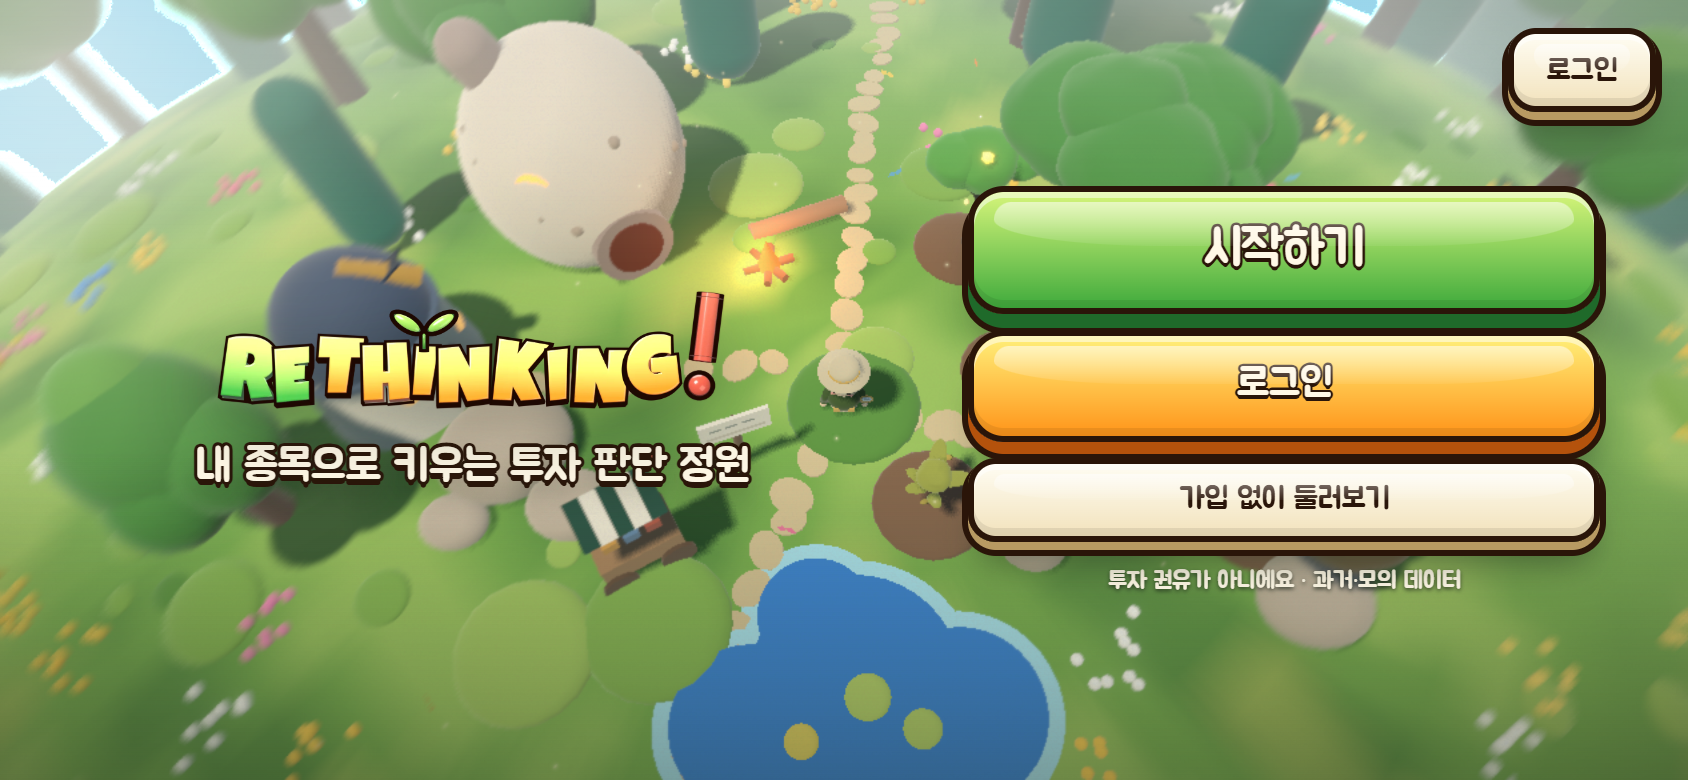 로그인
RETHINKING!
내 종목으로 키우는 투자 판단 정원
시작하기
로그인
가입 없이 둘러보기
투자 권유가 아니에요 · 과거·모의 데이터